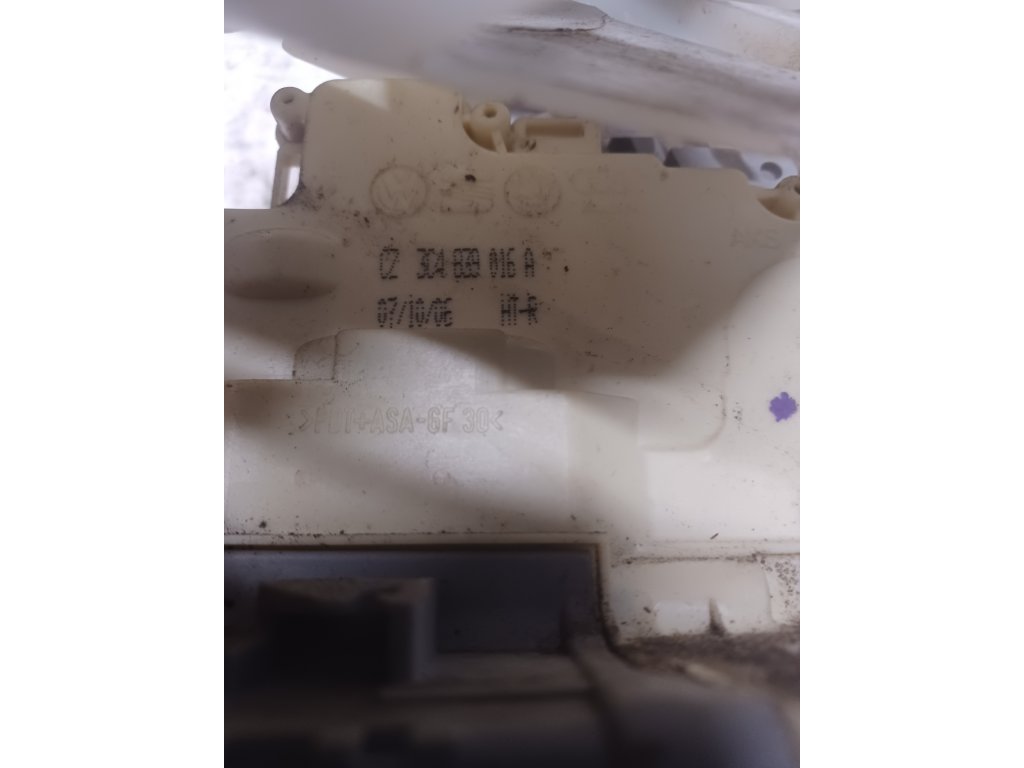 02 3C4 839 016 A
07/10/06 HT-R
>PBT+ASA-GF 30<